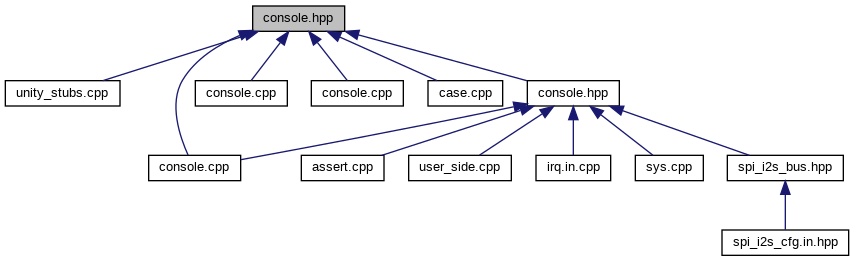 console.hpp
unity_stubs.cpp
console.cpp
console.cpp
case.cpp
console.hpp
console.cpp
assert.cpp
user_side.cpp
irq.in.cpp
sys.cpp
spi_i2s_bus.hpp
spi_i2s_cfg.in.hpp